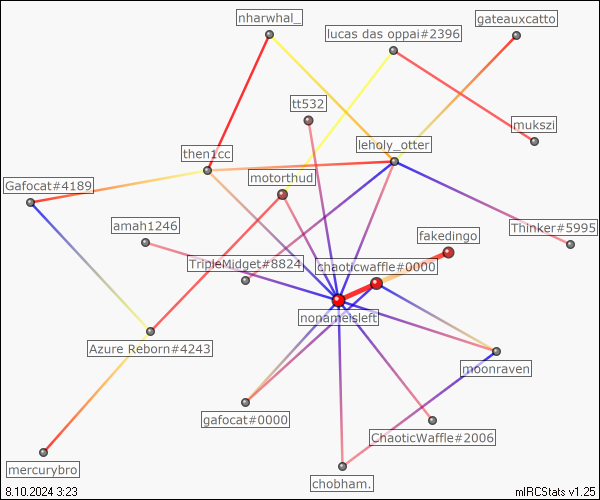 nharwhal_
gateauxcatto
lucas das oppai#2396
tt532
mukszi
leholy_otter
then1cc
motorthud
Gafocat#4189
amah1246
Thinker#5995
fakedingo
TripleMidget#8824
chaoticwaffle#0000
nonameisleft
Azure Reborn#4243
moonraven
gafocat#0000
ChaoticWaffle#2006
mercurybro
chobham.
8.10.2024 3:23
mIRCStats v1.25